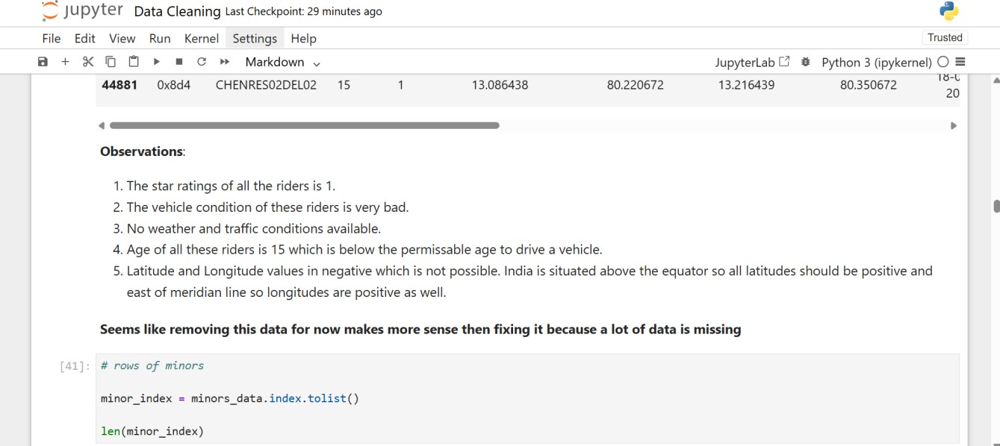 jupyter Data Cleaning Last Checkpoint: 29 minutes ago
File Edit View Run Kernel Settings Help
Trusted
Markdown
JupyterLab
Python 3 (ipykernel)
44881 0x8d4 CHENRES02DEL02 15 1 13.086438 80.220672 13.216439 80.350672
20
Observations:
1. The star ratings of all the riders is 1.
2. The vehicle condition of these riders is very bad.
3. No weather and traffic conditions available.
4. Age of all these riders is 15 which is below the permissable age to drive a vehicle.
5. Latitude and Longitude values in negative which is not possible. India is situated above the equator so all latitudes should be positive and
east of meridian line so longitudes are positive as well.
Seems like removing this data for now makes more sense then fixing it because a lot of data is missing
[41]:
# rows of minors
minor_index = minors_data.index.tolist()
len(minor_index)